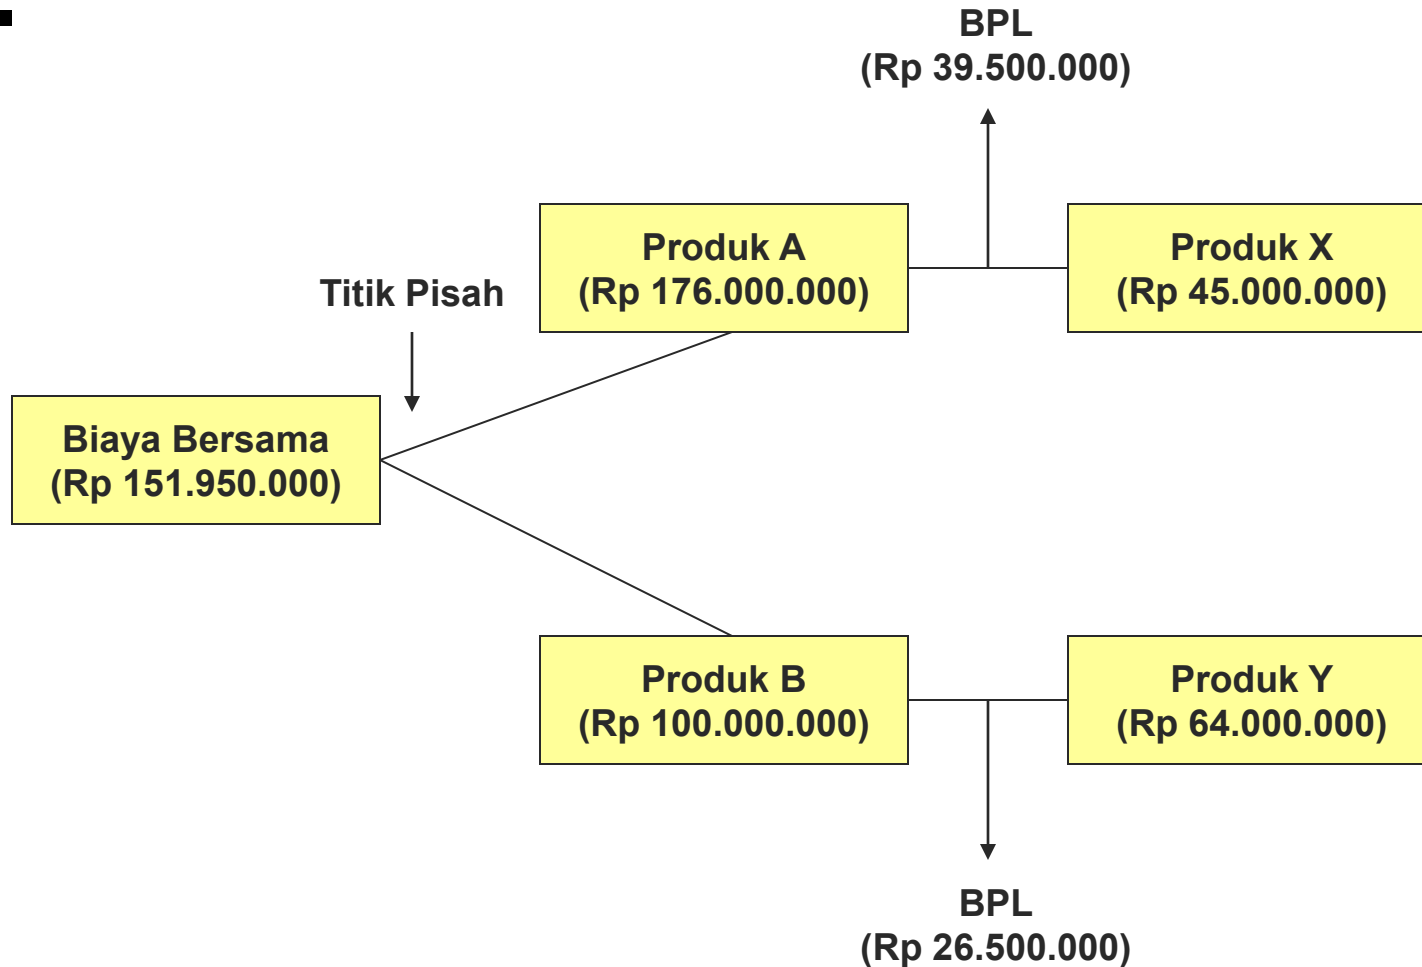 BPL
(Rp 39.500.000)
Produk A
(Rp 176.000.000)
Produk X
(Rp 45.000.000)
Titik Pisah
Biaya Bersama
(Rp 151.950.000)
Produk B
(Rp 100.000.000)
Produk Y
(Rp 64.000.000)
BPL
(Rp 26.500.000)